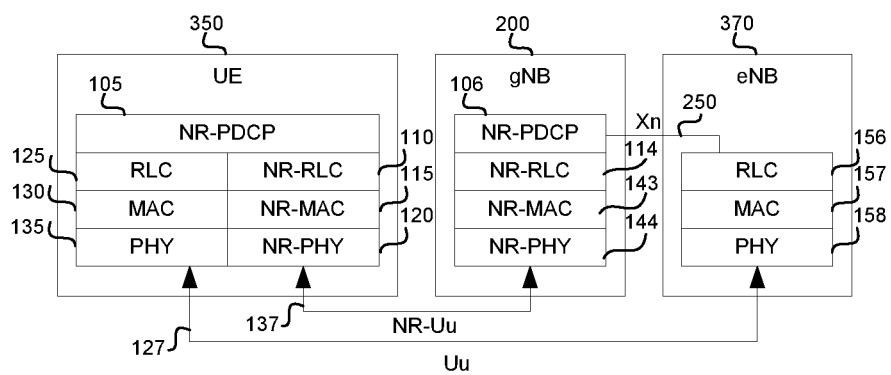 350
200
370
UE
gNB
eNB
105
106
250
NR-PDCP
NR-PDCP
Xn
125
RLC
NR-RLC
110
NR-RLC
114
RLC
156
130
MAC
NR-MAC
115
NR-MAC
143
MAC
157
135
PHY
NR-PHY
120
NR-PHY
144
PHY
158
137
NR-Uu
127
Uu